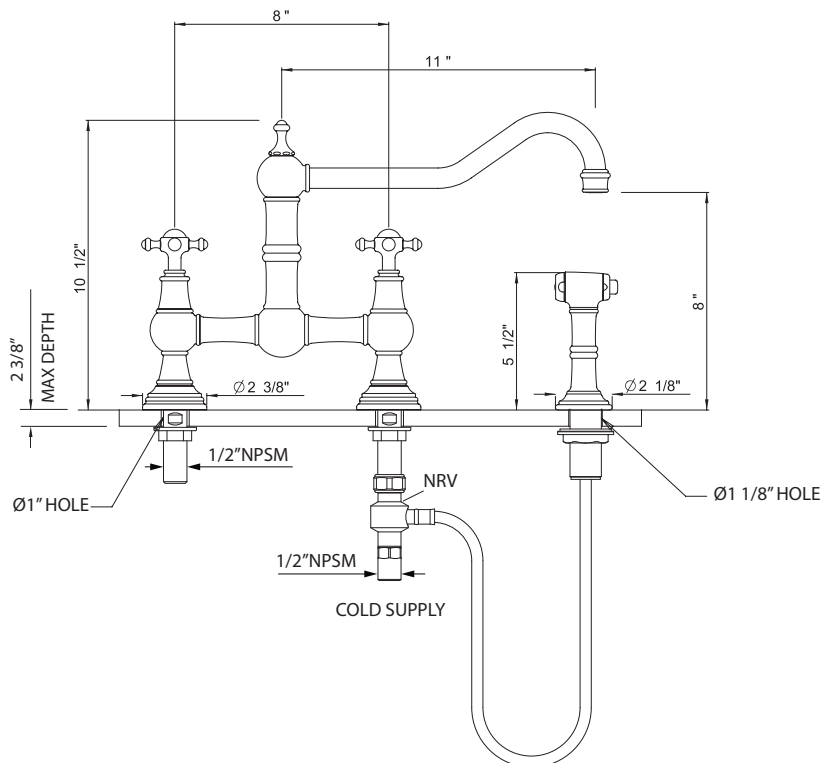 8"
11 "
10 1/2"
8"
5 1/2"
2 3/8"
MAX DEPTH
Ø2 3/8"
Ø2 1/8"
1/2”NPSM
NRV
Ø1” HOLE
Ø1 1/8” HOLE
1/2”NPSM
COLD SUPPLY